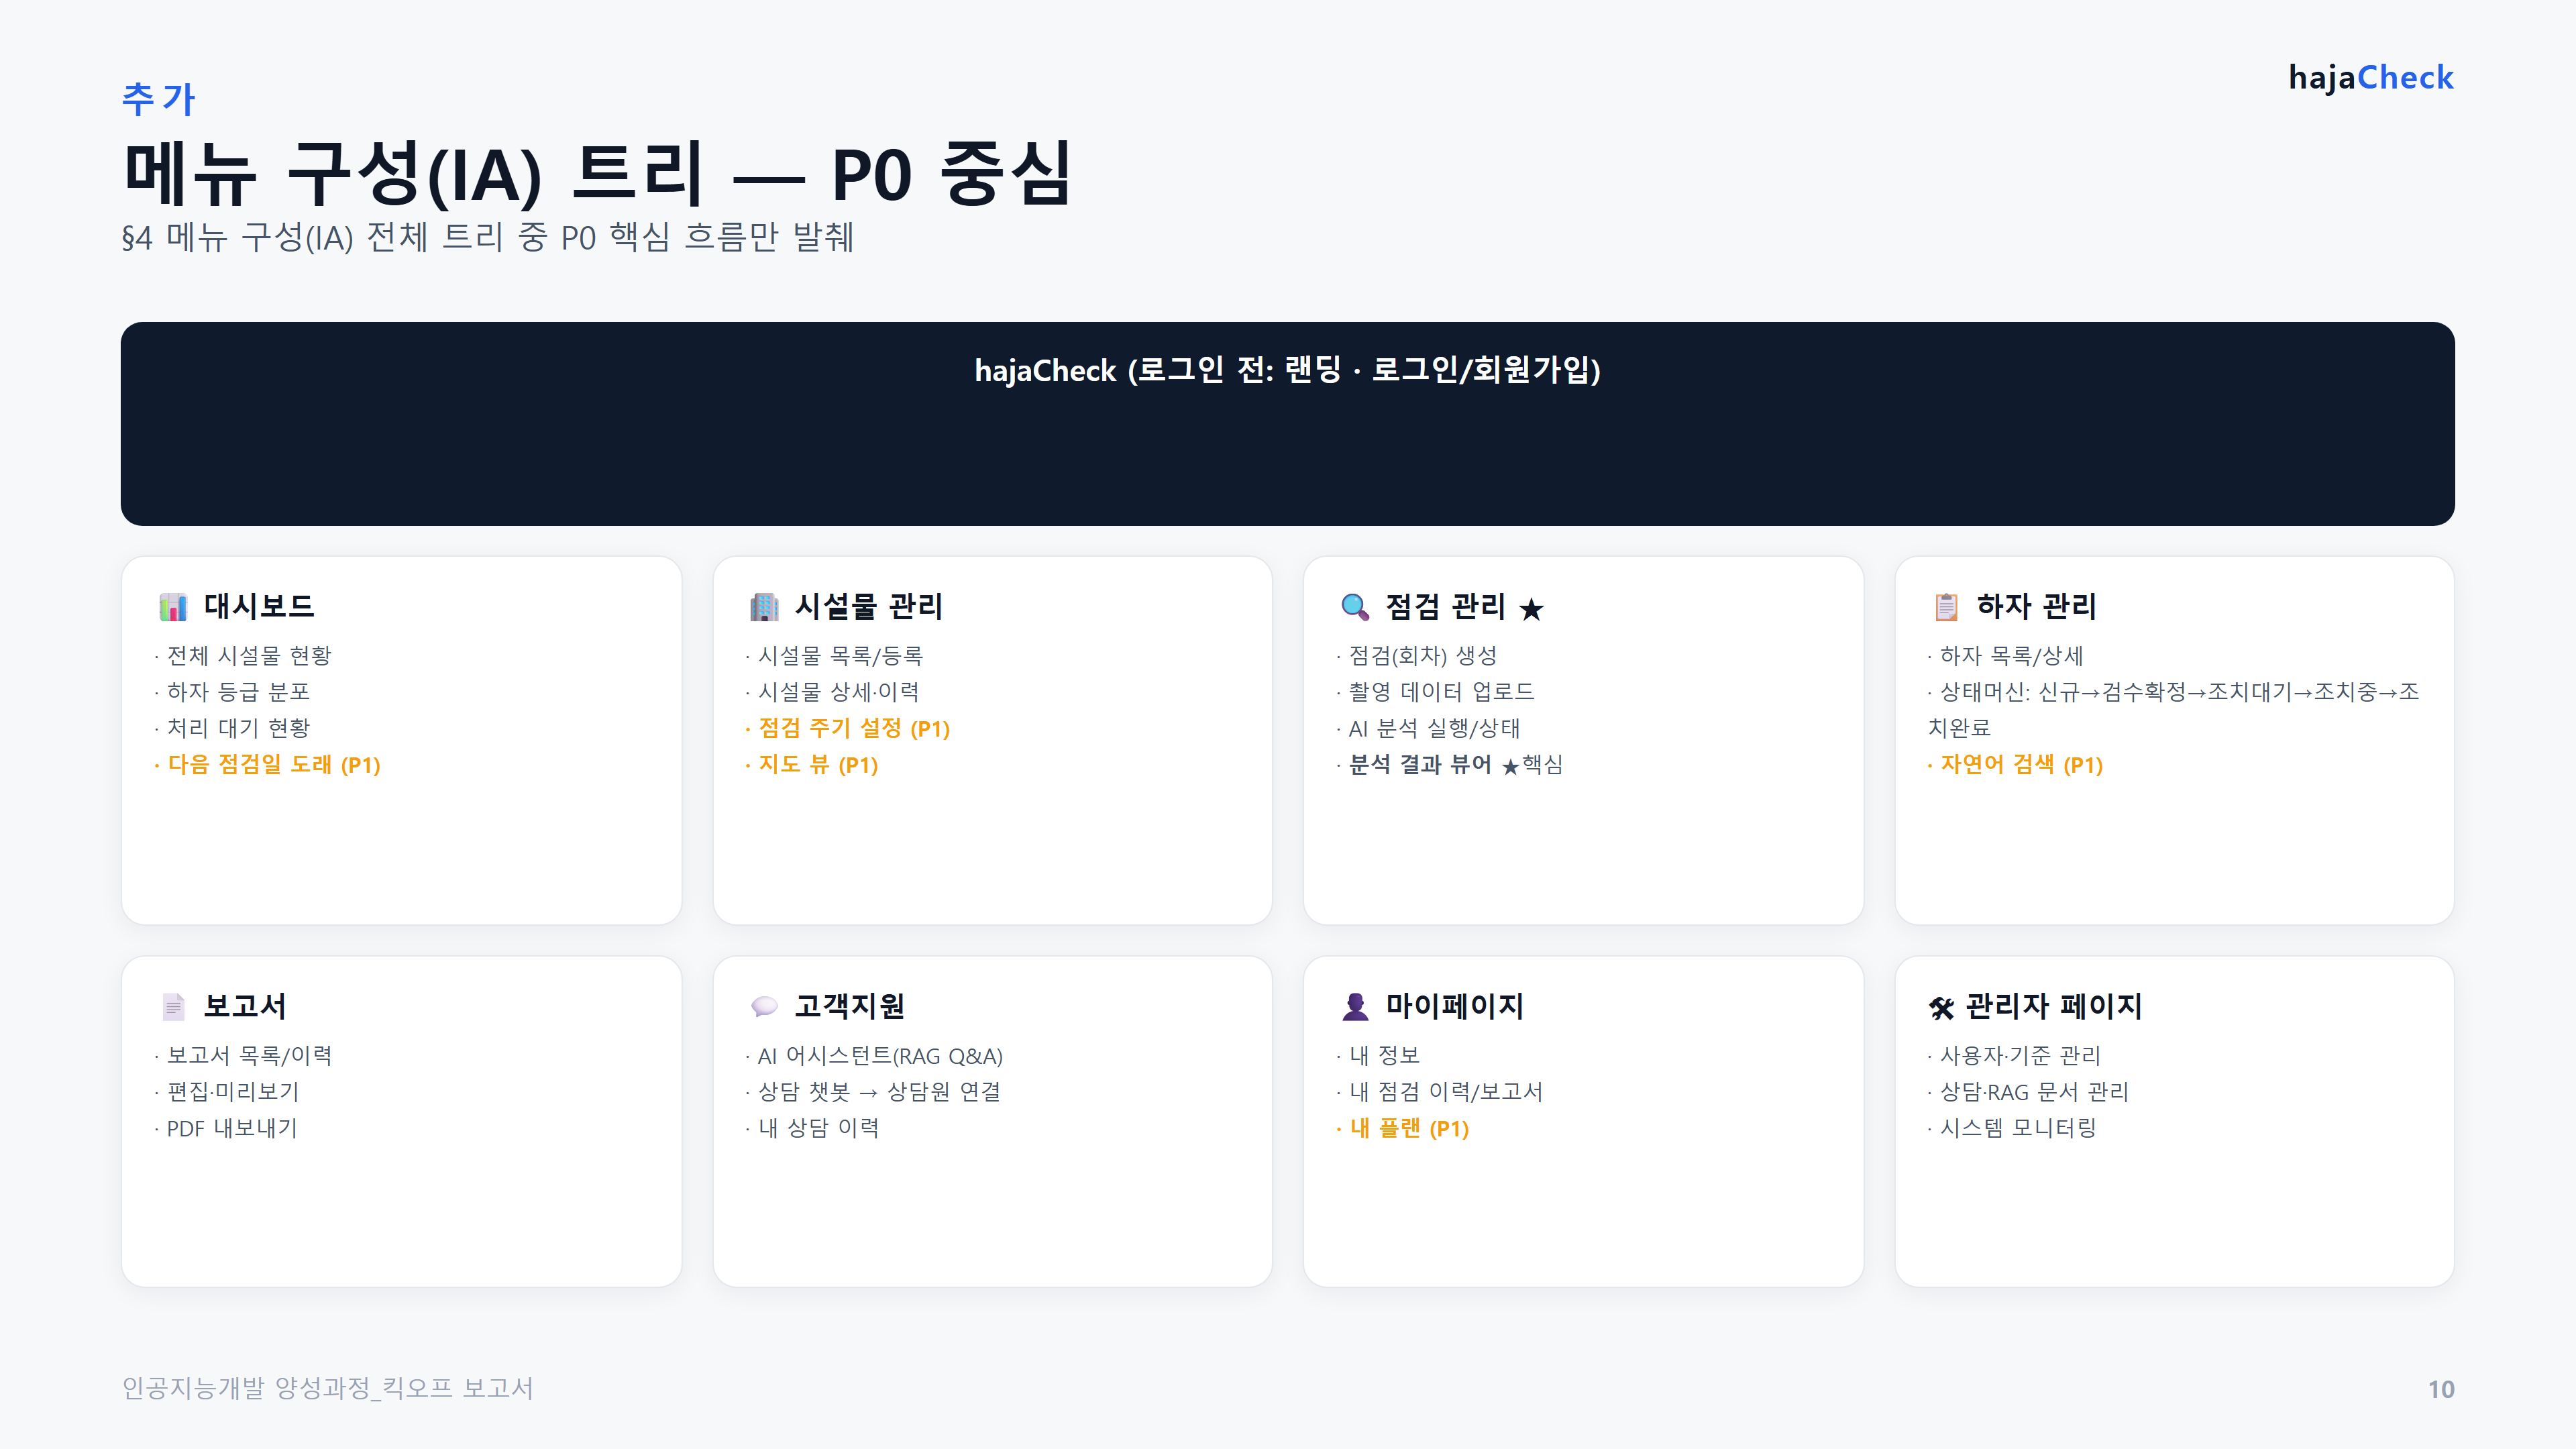 추가
hajaCheck
메뉴 구성(IA) 트리 — P0 중심
§4 메뉴 구성(IA) 전체 트리 중 P0 핵심 흐름만 발췌
hajaCheck (로그인 전: 랜딩 · 로그인/회원가입)
대시보드
· 전체 시설물 현황
· 하자 등급 분포
· 처리 대기 현황
· 다음 점검일 도래 (P1)
시설물 관리
· 시설물 목록/등록
· 시설물 상세·이력
· 점검 주기 설정 (P1)
· 지도 뷰 (P1)
점검 관리 ★
· 점검(회차) 생성
· 촬영 데이터 업로드
· AI 분석 실행/상태
· 분석 결과 뷰어 ★핵심
하자 관리
· 하자 목록/상세
· 상태머신: 신규→검수확정→조치대기→조치중→조
치완료
· 자연어 검색 (P1)
보고서
· 보고서 목록/이력
· 편집·미리보기
· PDF 내보내기
고객지원
· AI 어시스턴트(RAG Q&A)
· 상담 챗봇 → 상담원 연결
· 내 상담 이력
마이페이지
· 내 정보
· 내 점검 이력/보고서
· 내 플랜 (P1)
관리자 페이지
· 사용자·기준 관리
· 상담·RAG 문서 관리
· 시스템 모니터링
인공지능개발 양성과정_킥오프 보고서
10